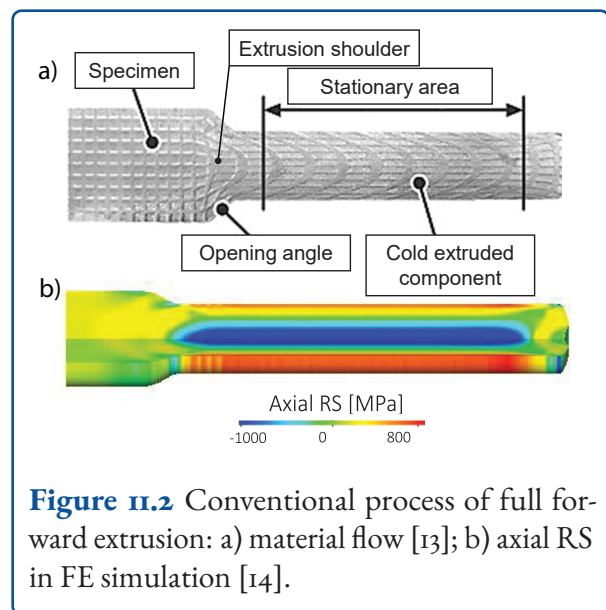 Extrusion shoulder
a)
Specimen
Stationary area
Opening angle
Cold extruded
component
b)
Axial RS [MPa]
-1000 0 800
Figure 11.2 Conventional process of full for-
ward extrusion: a) material flow [13]; b) axial RS
in FE simulation [14].